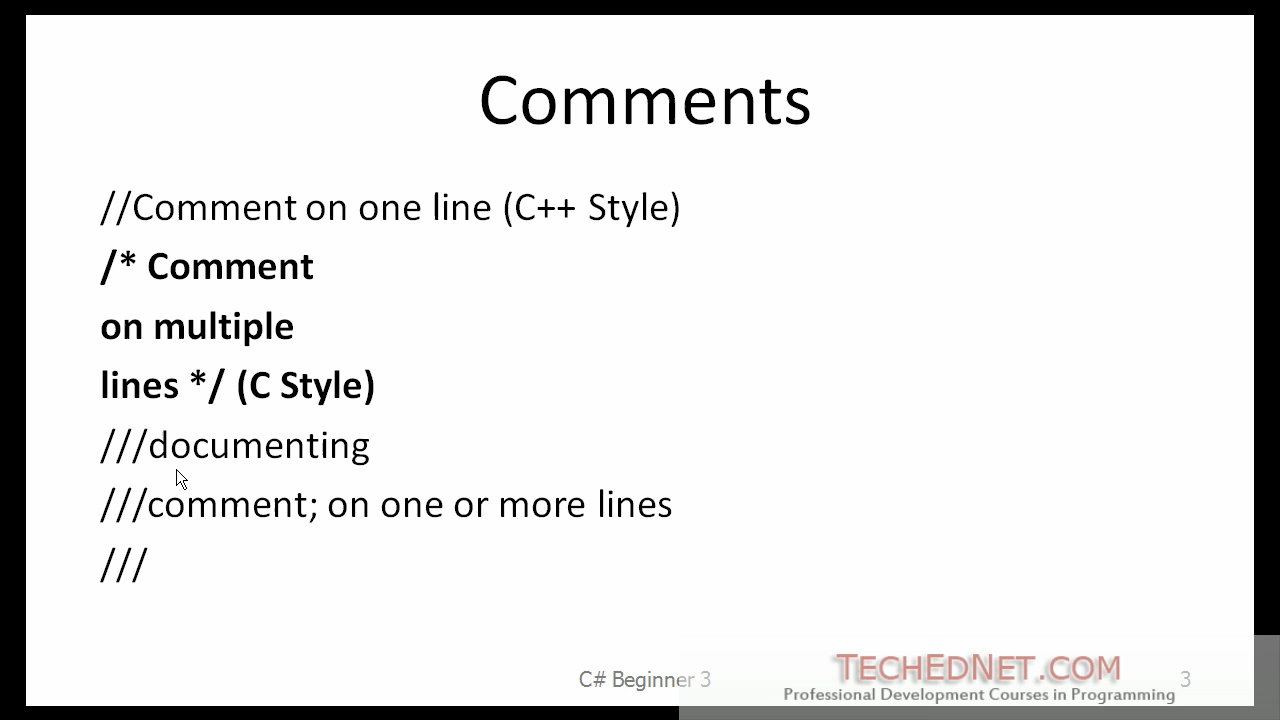 Comments
//Comment on one line (C++ Style)
/* Comment
on multiple
lines */ (C Style)
///documenting
///comment; on one or more lines
///
C# Beginner 3
TECHEDNET.COM
Professional Development Courses in Programming
3